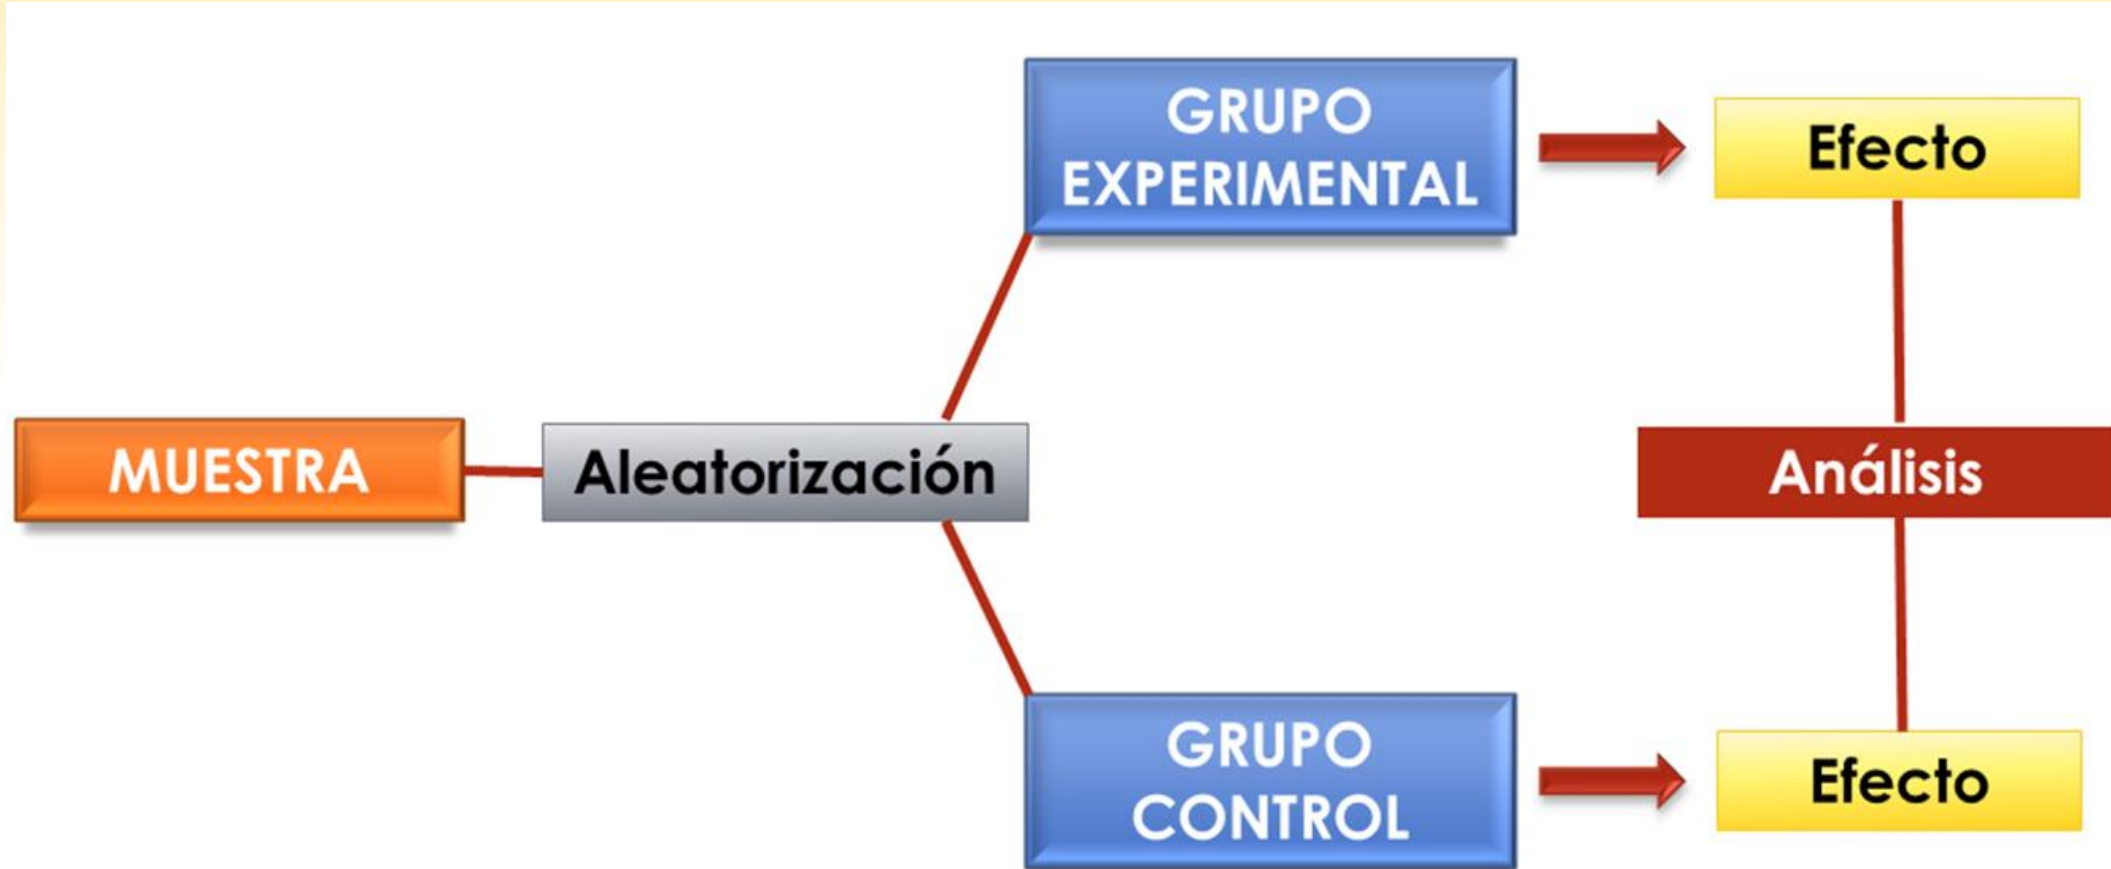 GRUPO
EXPERIMENTAL
Efecto
MUESTRA
Aleatorización
Análisis
GRUPO
CONTROL
Efecto